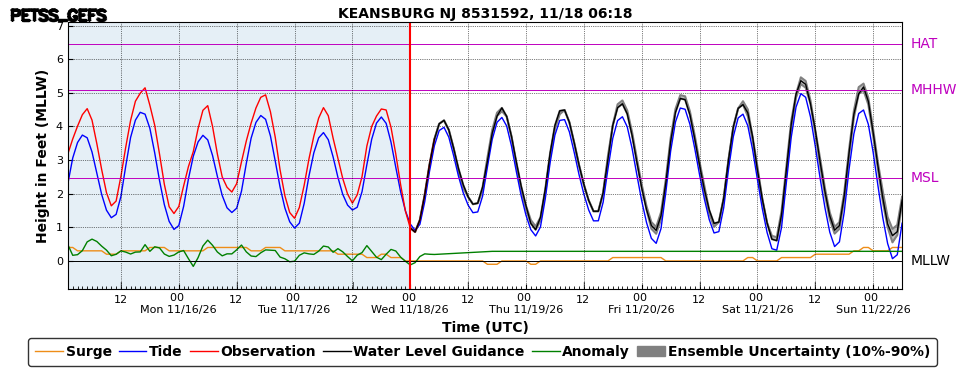 PETSS_GEFS
KEANSBURG NJ 8531592, 11/18 06:18
Height in Feet (MLLW)
7
6
5
4
3
2
1
0
HAT
MHHW
MSL
MLLW
12 00 12 00 12 00 12 00 12 00 12 00 12 00
Mon 11/16/26 Tue 11/17/26 Wed 11/18/26 Thu 11/19/26 Fri 11/20/26 Sat 11/21/26 Sun 11/22/26
Time (UTC)
Surge Tide Observation Water Level Guidance Anomaly Ensemble Uncertainty (10%-90%)